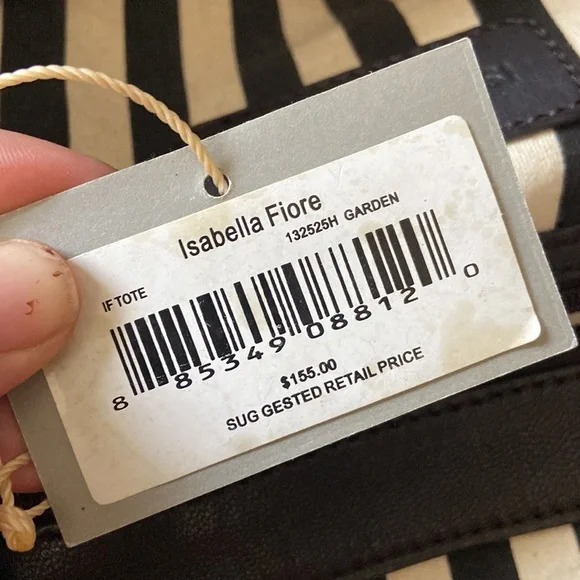 Isabella Fiore
132525H GARDEN
IF TOTE
8 85349 08812 0
$155.00
SUG GESTED RETAIL PRICE